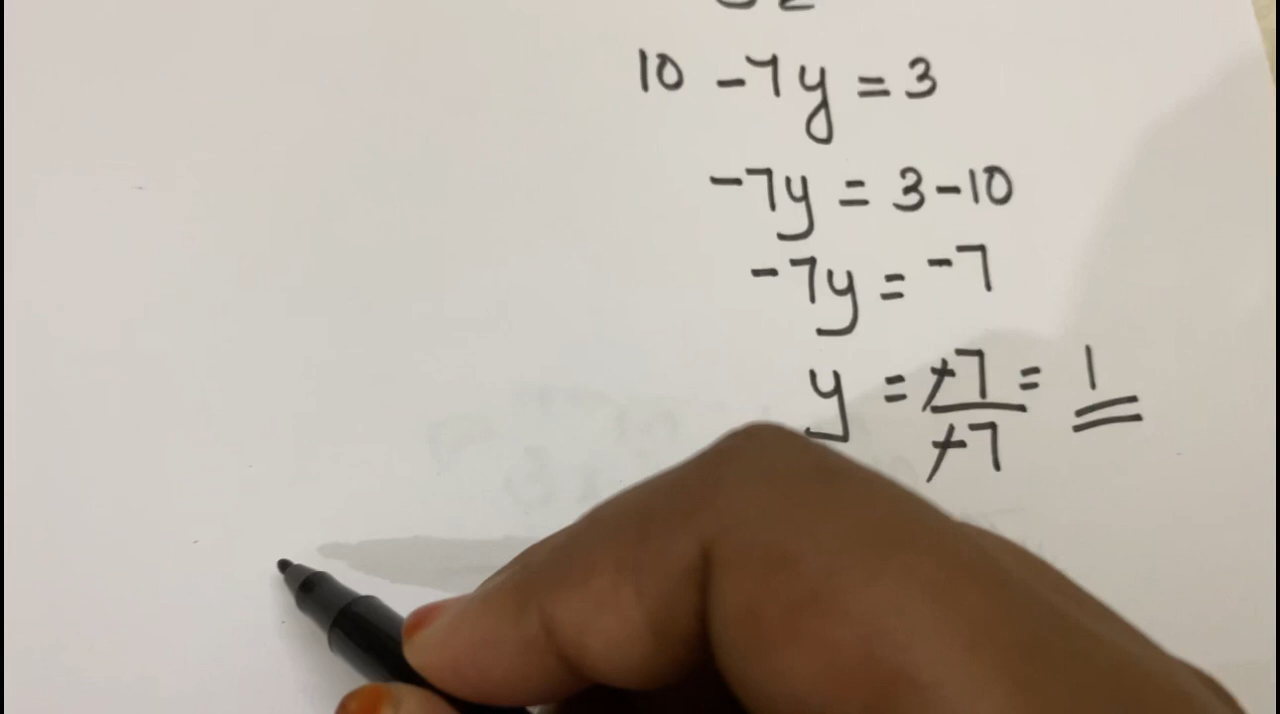 10 -7y = 3
-7y = 3-10
-7y = -7
y = -7/-7 = 1